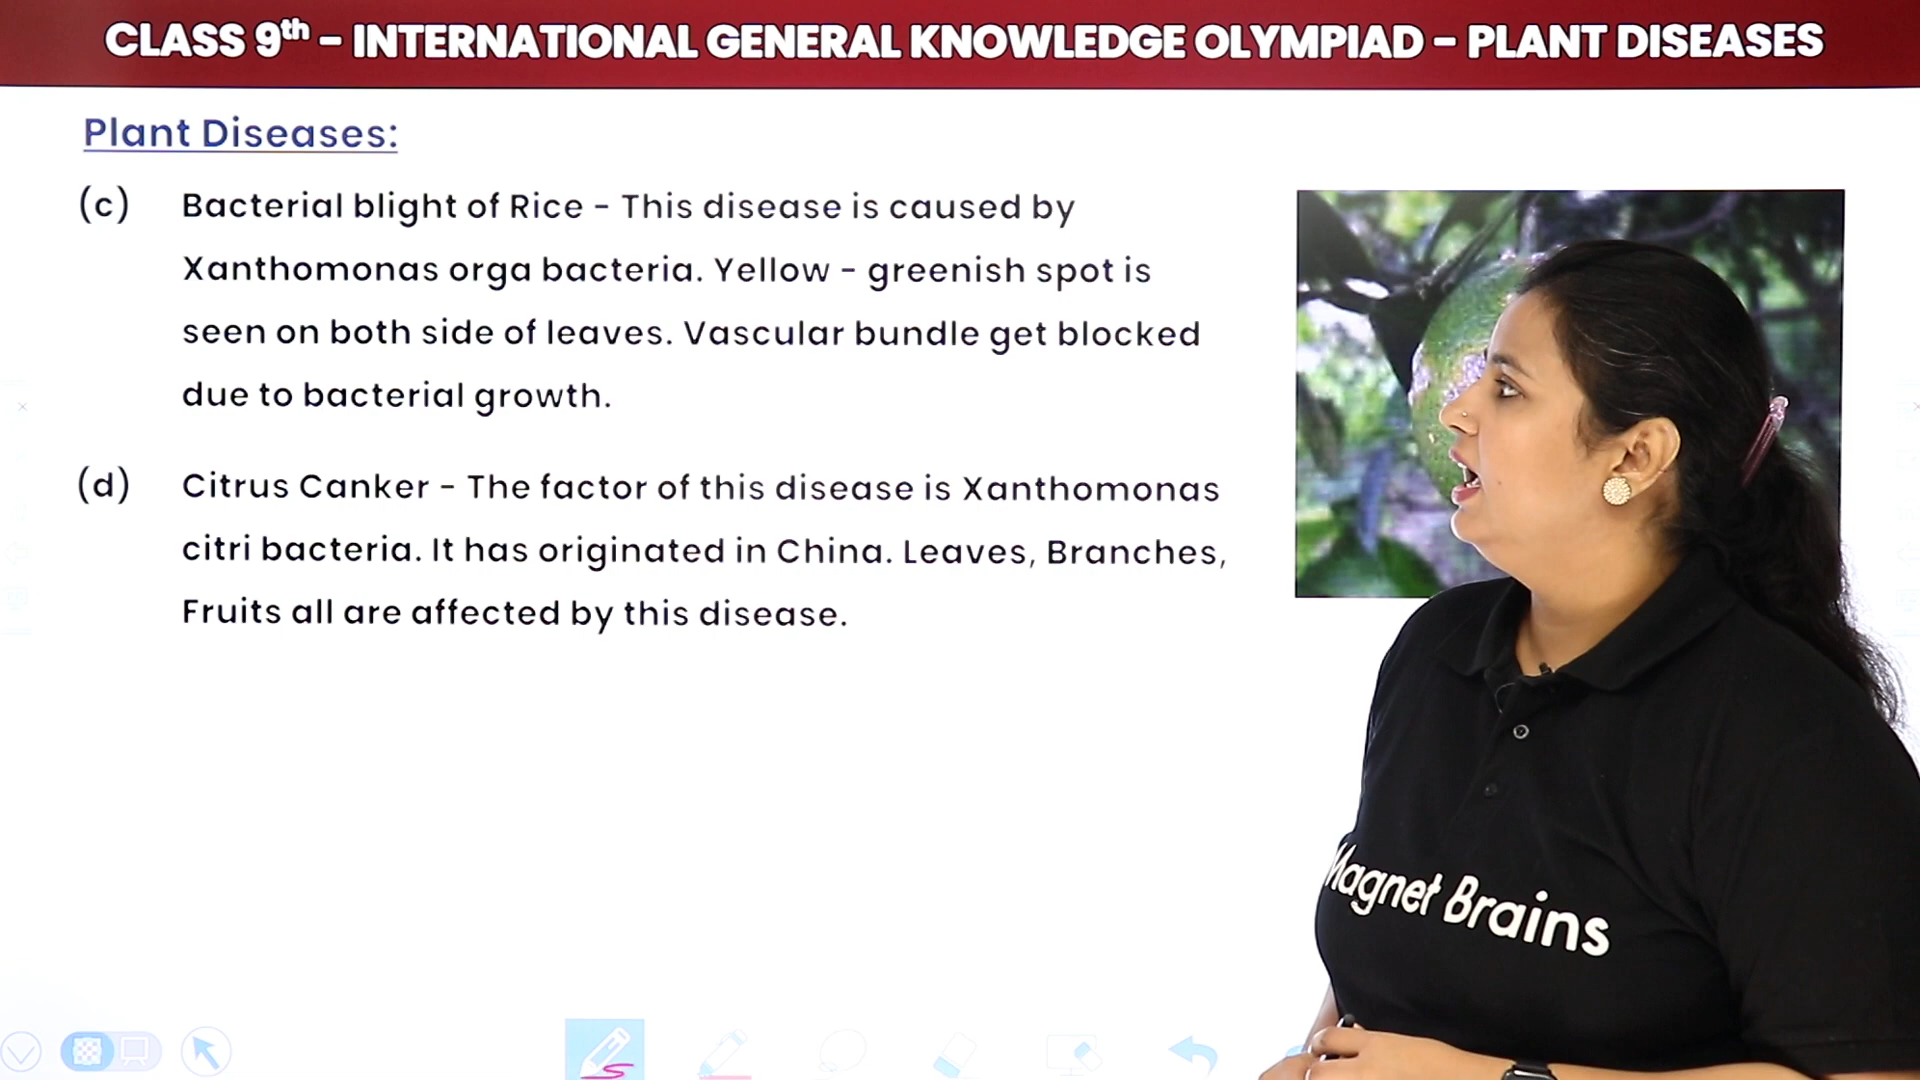 CLASS 9th - INTERNATIONAL GENERAL KNOWLEDGE OLYMPIAD - PLANT DISEASES
Plant Diseases:
(c) Bacterial blight of Rice - This disease is caused by
Xanthomonas orga bacteria. Yellow - greenish spot is
seen on both side of leaves. Vascular bundle get blocked
due to bacterial growth.
(d) Citrus Canker - The factor of this disease is Xanthomonas
citri bacteria. It has originated in China. Leaves, Branches,
Fruits all are affected by this disease.
Magnet Brains